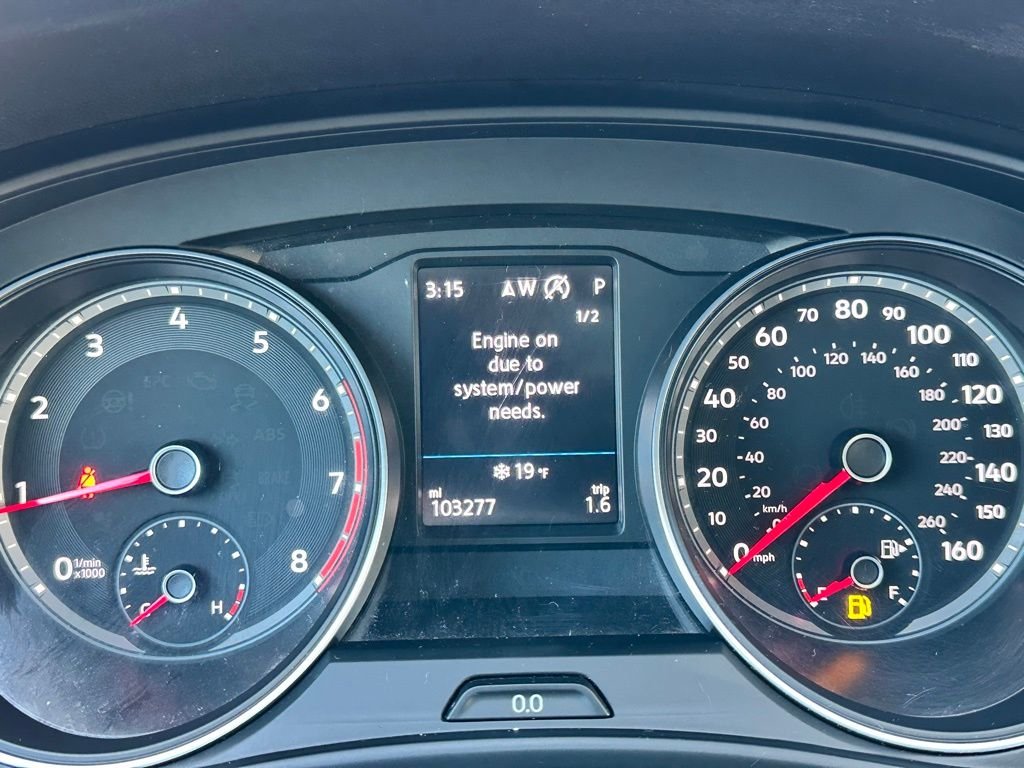 3:15 W P
1/2
Engine on
due to
system/power
needs.
19 °F
mi trip
103277 1.6
0 1 2 3 4 5 6 7 8
1/min
x1000
EPC
ABS
C H
0 10 20 30 40 50 60 70 80 90 100 110 120 130 140 150 160
mph
0 20 40 60 80 100 120 140 160 180 200 220 240 260
km/h
E F
0.0